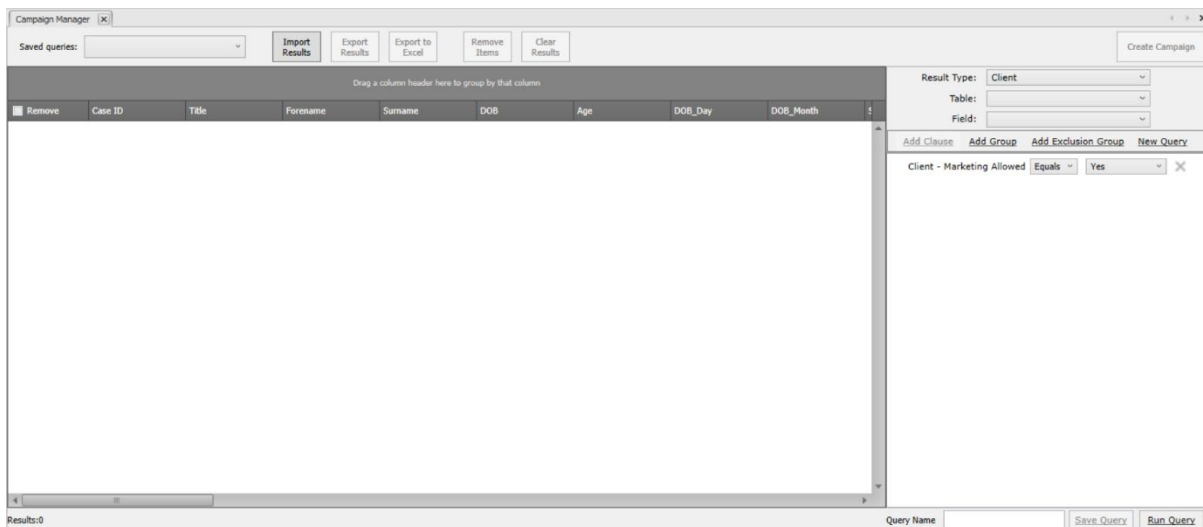 Campaign Manager
Saved queries:
Import Results
Export Results
Export to Excel
Remove Items
Clear Results
Create Campaign
Drag a column header here to group by that column
Remove Case ID Title Forename Surname DOB Age DOB_Day DOB_Month S
Result Type: Client
Table:
Field:
Add Clause Add Group Add Exclusion Group New Query
Client - Marketing Allowed Equals Yes
Results:0
Query Name Save Query Run Query